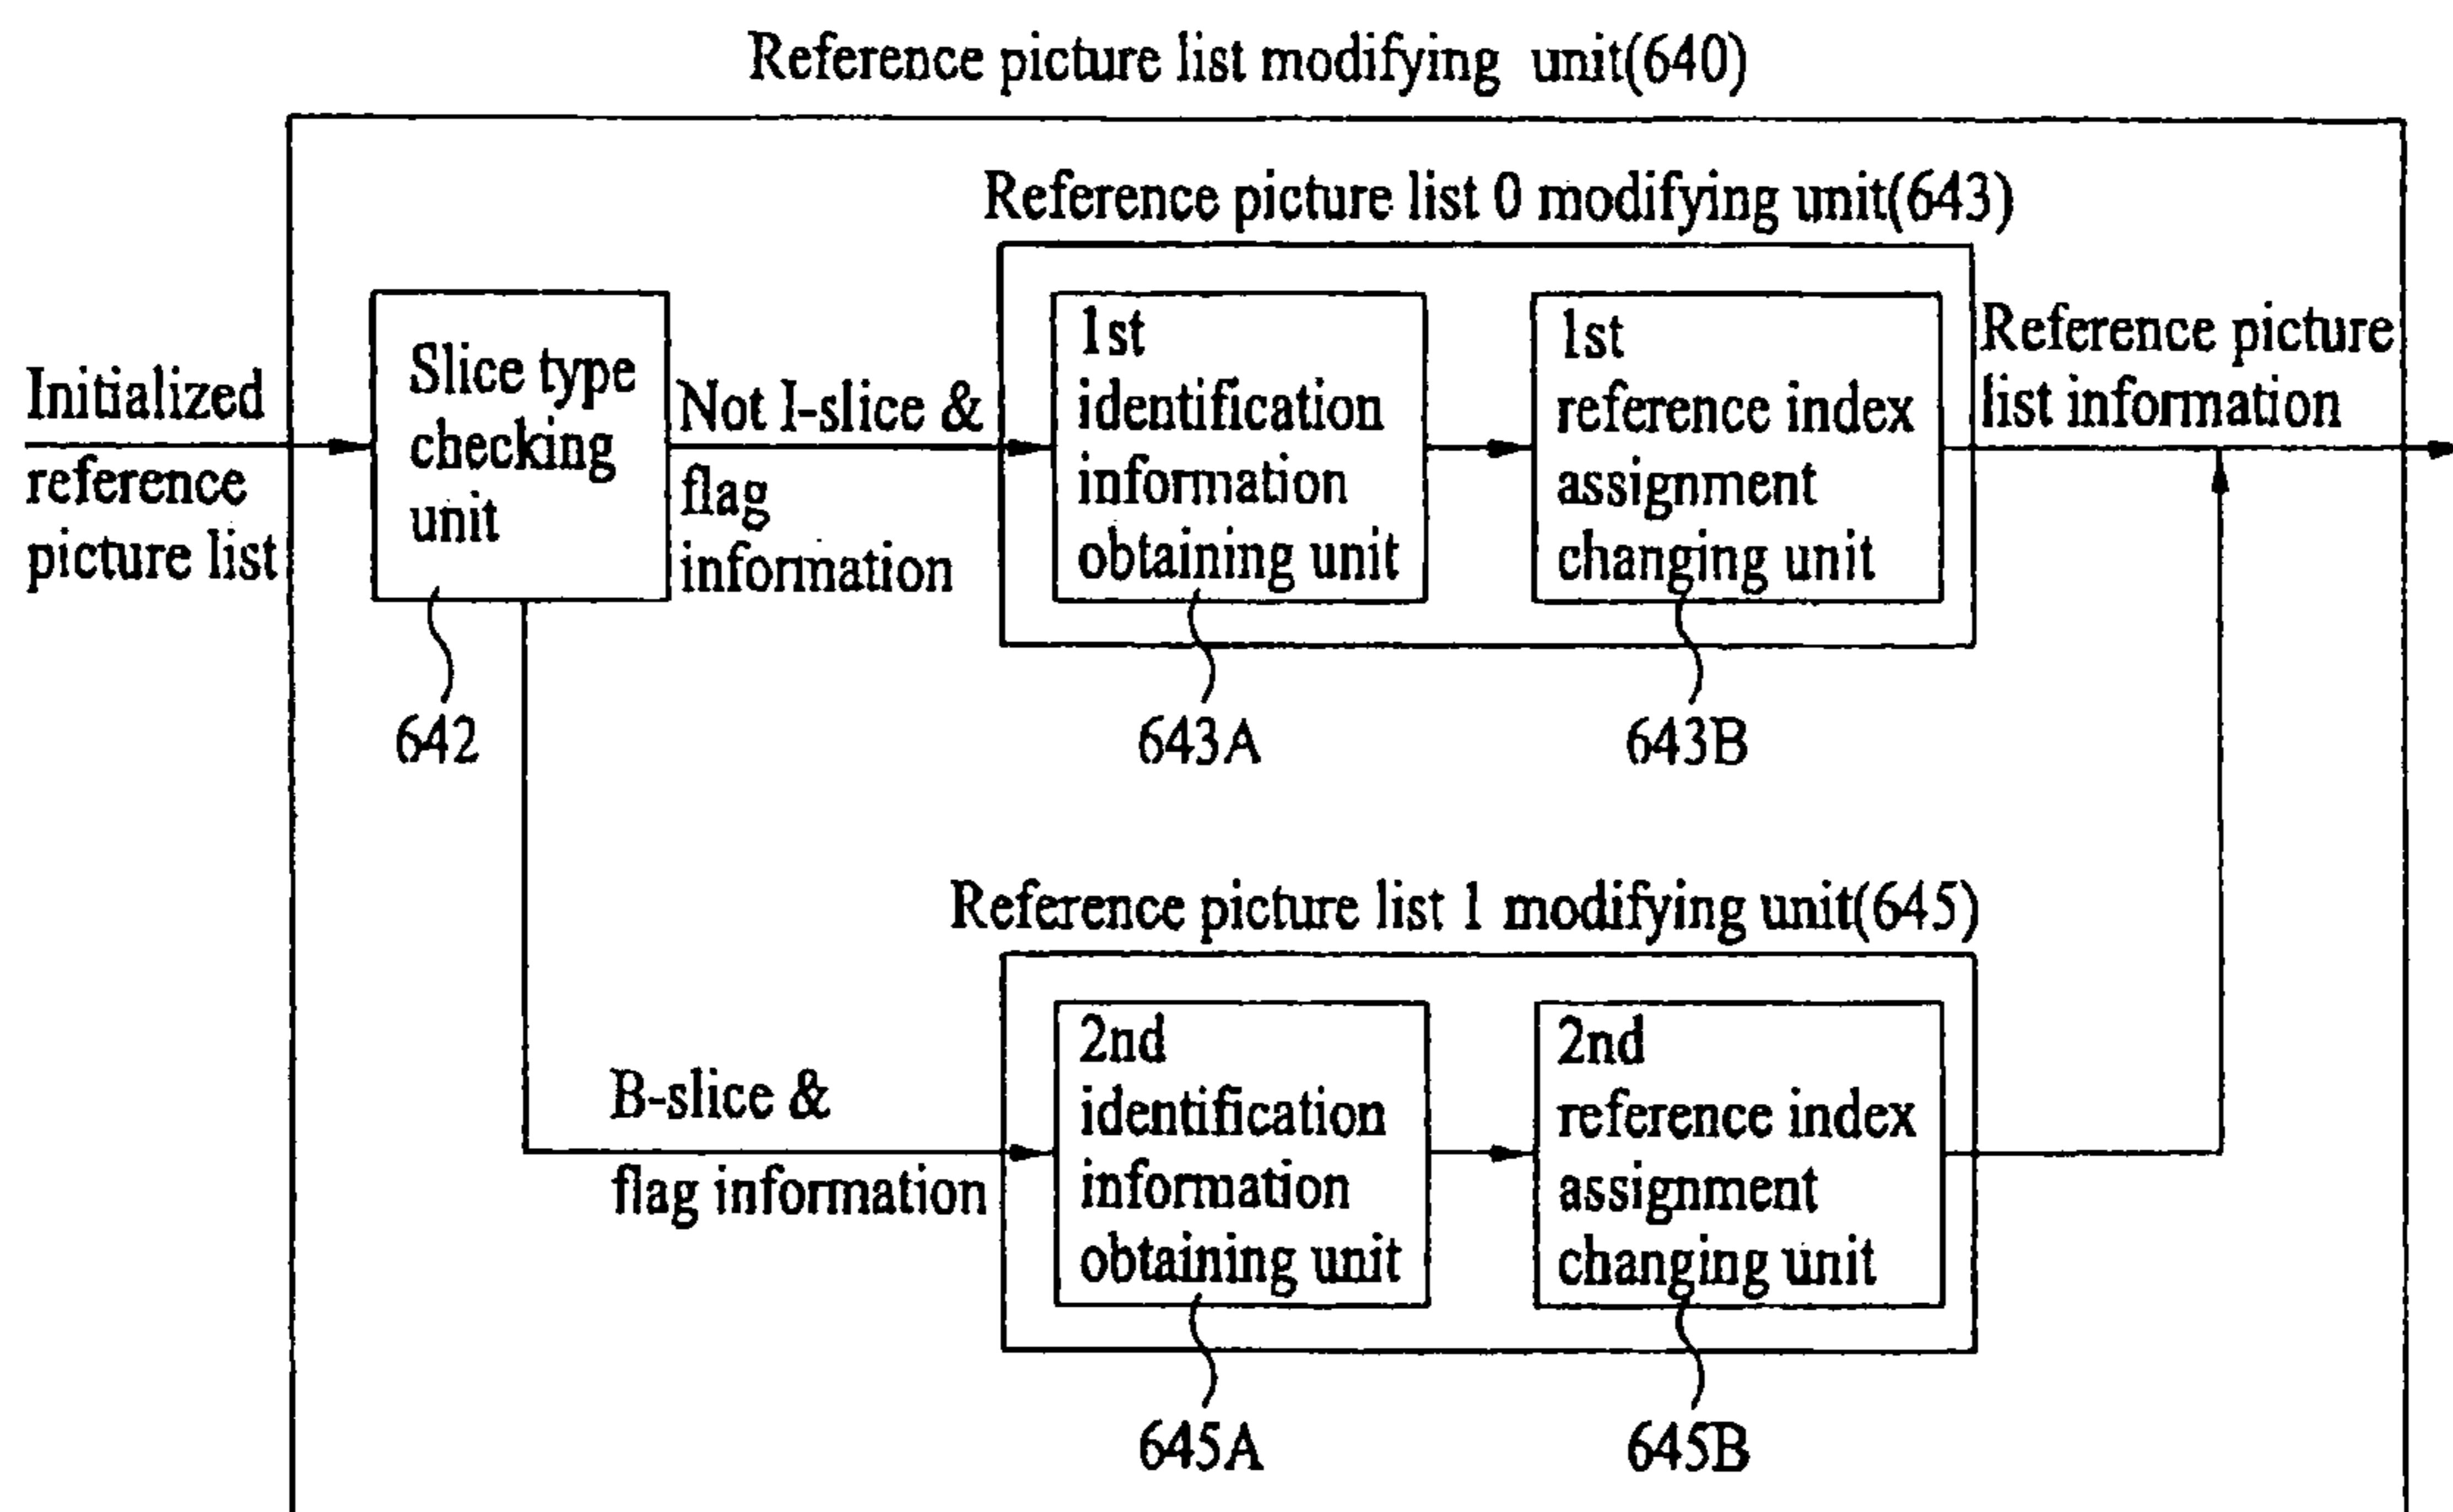 Reference picture list modifying unit(640)
Reference picture list 0 modifying unit(643)
Initialized
reference
picture list
Slice type
checking
unit
642
Not I-slice &
flag
information
1st
identification
information
obtaining unit
643A
1st
reference index
assignment
changing unit
643B
Reference picture
list information
Reference picture list 1 modifying unit(645)
B-slice &
flag information
2nd
identification
information
obtaining unit
645A
2nd
reference index
assignment
changing unit
645B